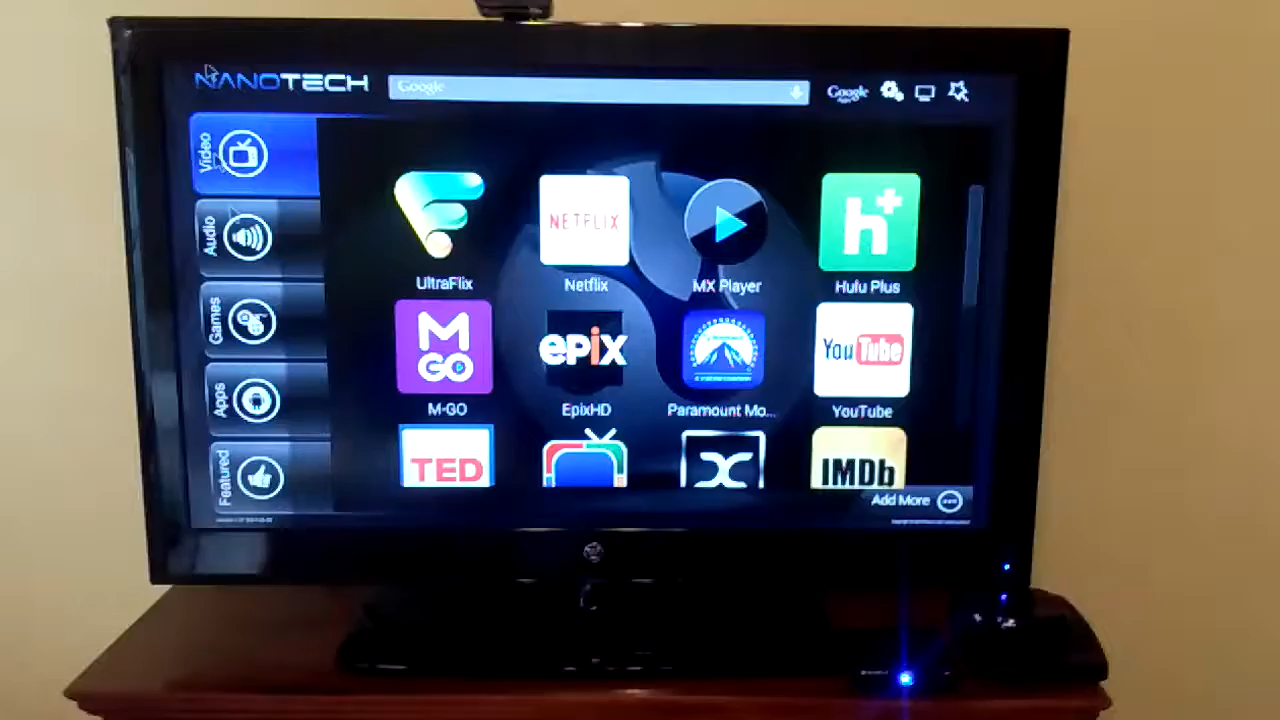 NANOTECH
Google
Google
Apps
Video
Audio
Games
Apps
Featured
UltraFlix
NETFLIX
Netflix
MX Player
h+
Hulu Plus
M
GO
M-GO
epix
EpixHD
Paramount Mo...
YouTube
YouTube
TED
IMDb
Add More